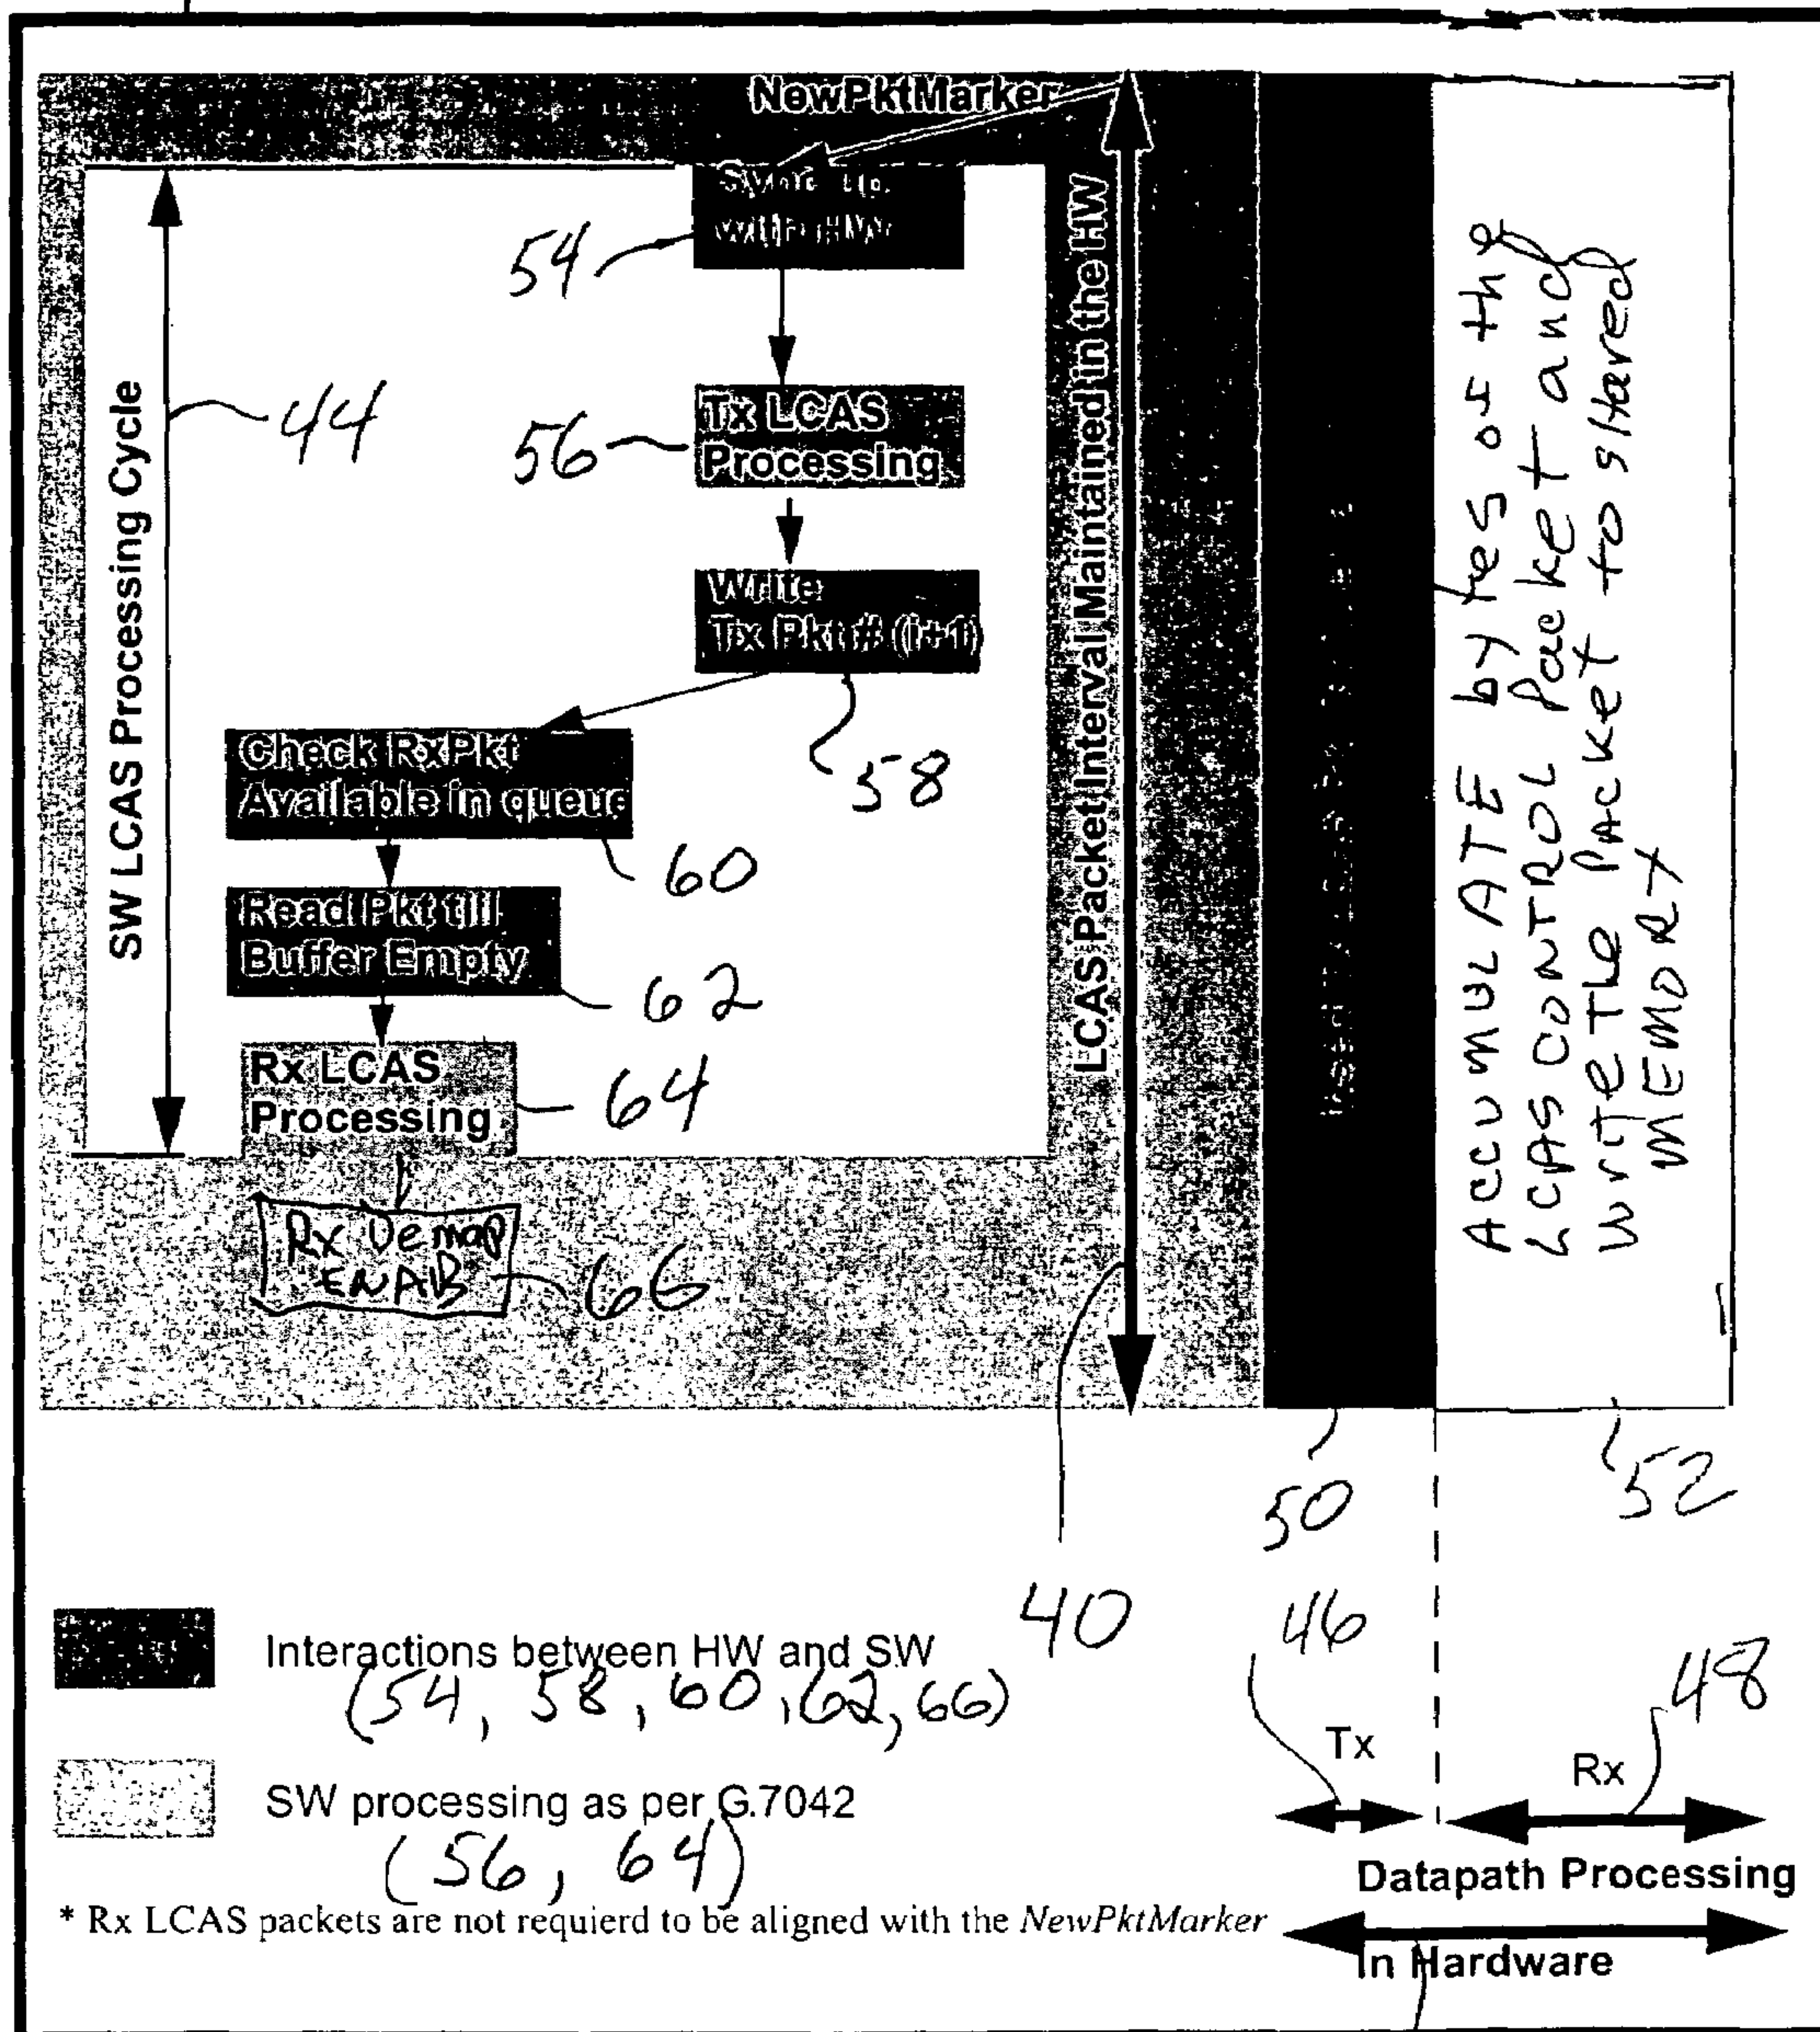 NewPktMarker
Sync up
with HW
54
SW LCAS Processing Cycle
44
Tx LCAS
Processing
56
Write
Tx Pkt # (i+1)
58
Check RxPkt
Available in queue
60
Read Pkt till
Buffer Empty
62
Rx LCAS
Processing
64
Rx Demap
ENAB
66
LCAS Packet Interval Maintained in the HW
ACCUMULATE bytes of the
LCAS CONTROL Packet and
write The PACKET to shared
MEMORY
50
52
40
46
48
Interactions between HW and SW
(54, 58, 60, 62, 66)
SW processing as per G.7042
(56, 64)
Tx
Rx
Datapath Processing
In Hardware
* Rx LCAS packets are not requierd to be aligned with the NewPktMarker